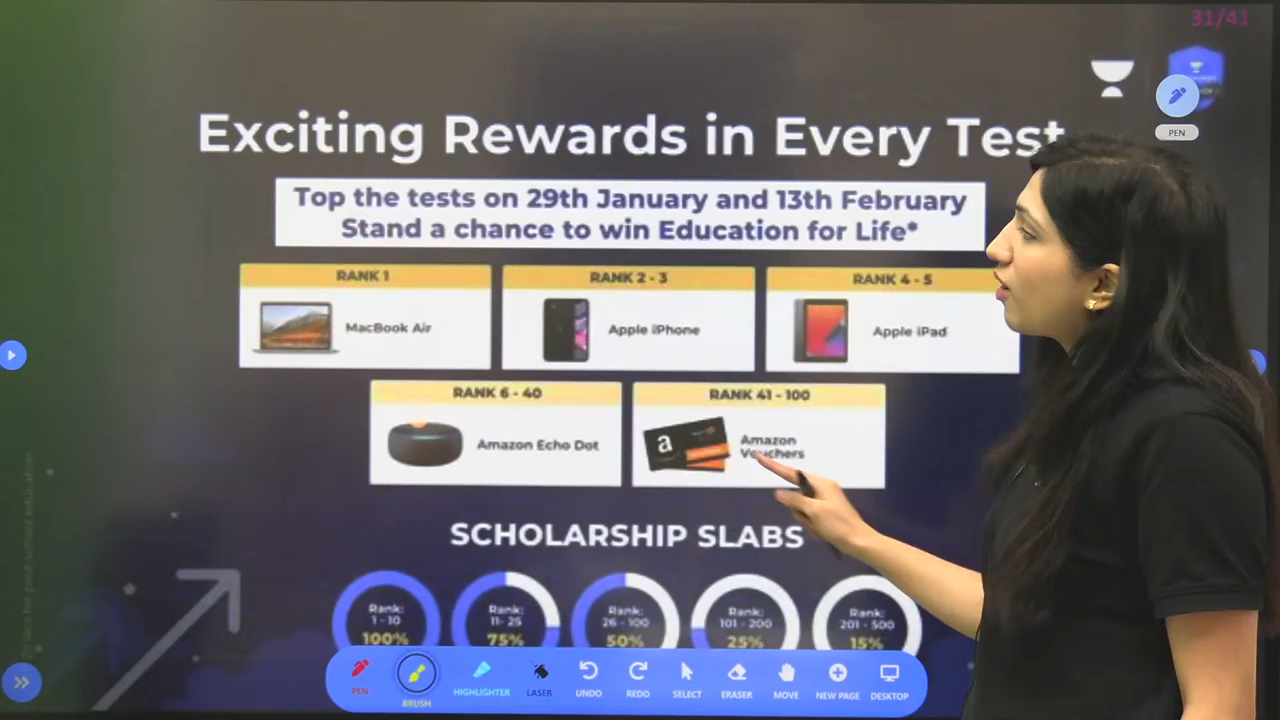 31/41
PEN
Exciting Rewards in Every Test
Top the tests on 29th January and 13th February
Stand a chance to win Education for Life*
RANK 1
RANK 2 - 3
RANK 4 - 5
MacBook Air
Apple iPhone
Apple iPad
RANK 6 - 40
RANK 41 - 100
Amazon Echo Dot
a
Amazon
Vouchers
SCHOLARSHIP SLABS
Rank:
1 - 10
100%
Rank:
11- 25
75%
Rank:
26 - 100
50%
Rank:
101 - 200
25%
Rank:
201 - 500
15%
PEN
BRUSH
HIGHLIGHTER
LASER
UNDO
REDO
SELECT
ERASER
MOVE
NEW PAGE
DESKTOP